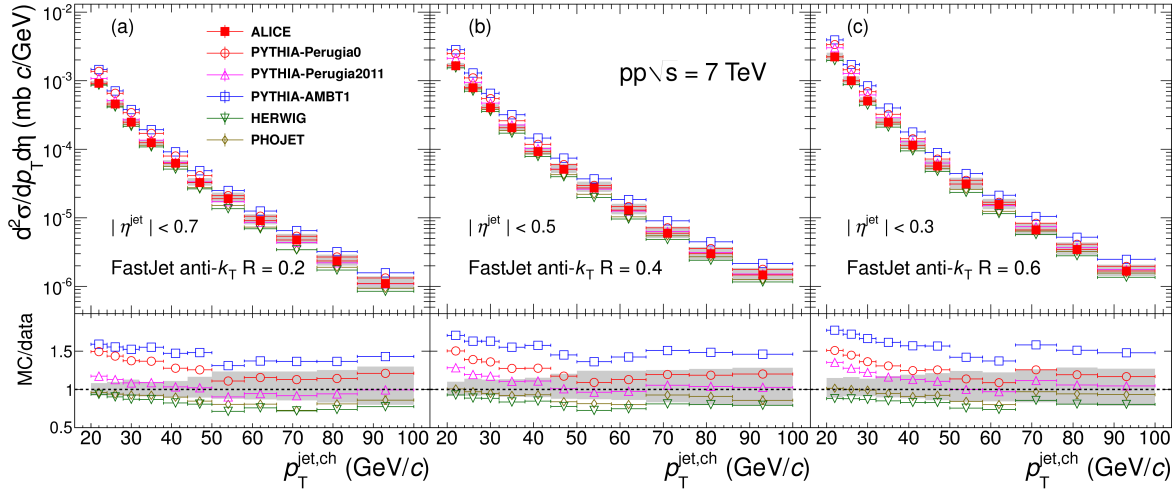 d²σ/dp_T dη (mb c/GeV)
10⁻²
10⁻³
10⁻⁴
10⁻⁵
10⁻⁶
(a)
ALICE
PYTHIA-Perugia0
PYTHIA-Perugia2011
PYTHIA-AMBT1
HERWIG
PHOJET
| η^jet | < 0.7
FastJet anti-k_T R = 0.2
(b)
pp√s = 7 TeV
| η^jet | < 0.5
FastJet anti-k_T R = 0.4
(c)
| η^jet | < 0.3
FastJet anti-k_T R = 0.6
MC/data
1.5
1
0.5
20 30 40 50 60 70 80 90 100
20 30 40 50 60 70 80 90 100
20 30 40 50 60 70 80 90 100
p_T^jet,ch (GeV/c)
p_T^jet,ch (GeV/c)
p_T^jet,ch (GeV/c)